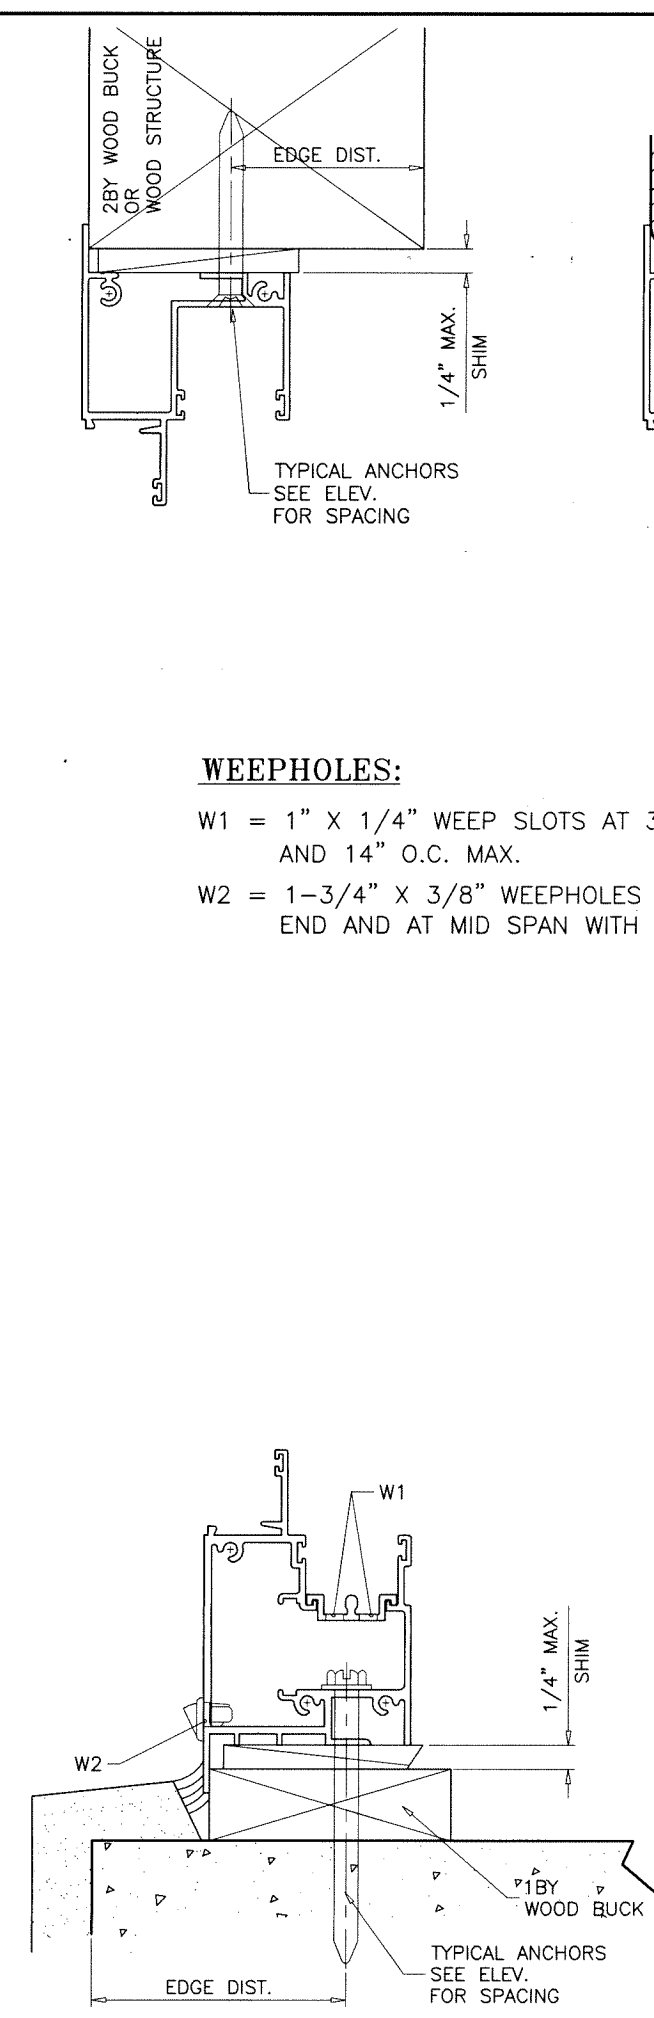 2BY WOOD BUCK
OR
WOOD STRUCTURE
EDGE DIST.
1/4" MAX.
SHIM
TYPICAL ANCHORS
SEE ELEV.
FOR SPACING
WEEPHOLES:
W1 = 1" X 1/4" WEEP SLOTS AT 3
AND 14" O.C. MAX.
W2 = 1-3/4" X 3/8" WEEPHOLES
END AND AT MID SPAN WITH
W1
1/4" MAX.
SHIM
W2
1BY
WOOD BUCK
TYPICAL ANCHORS
SEE ELEV.
FOR SPACING
EDGE DIST.